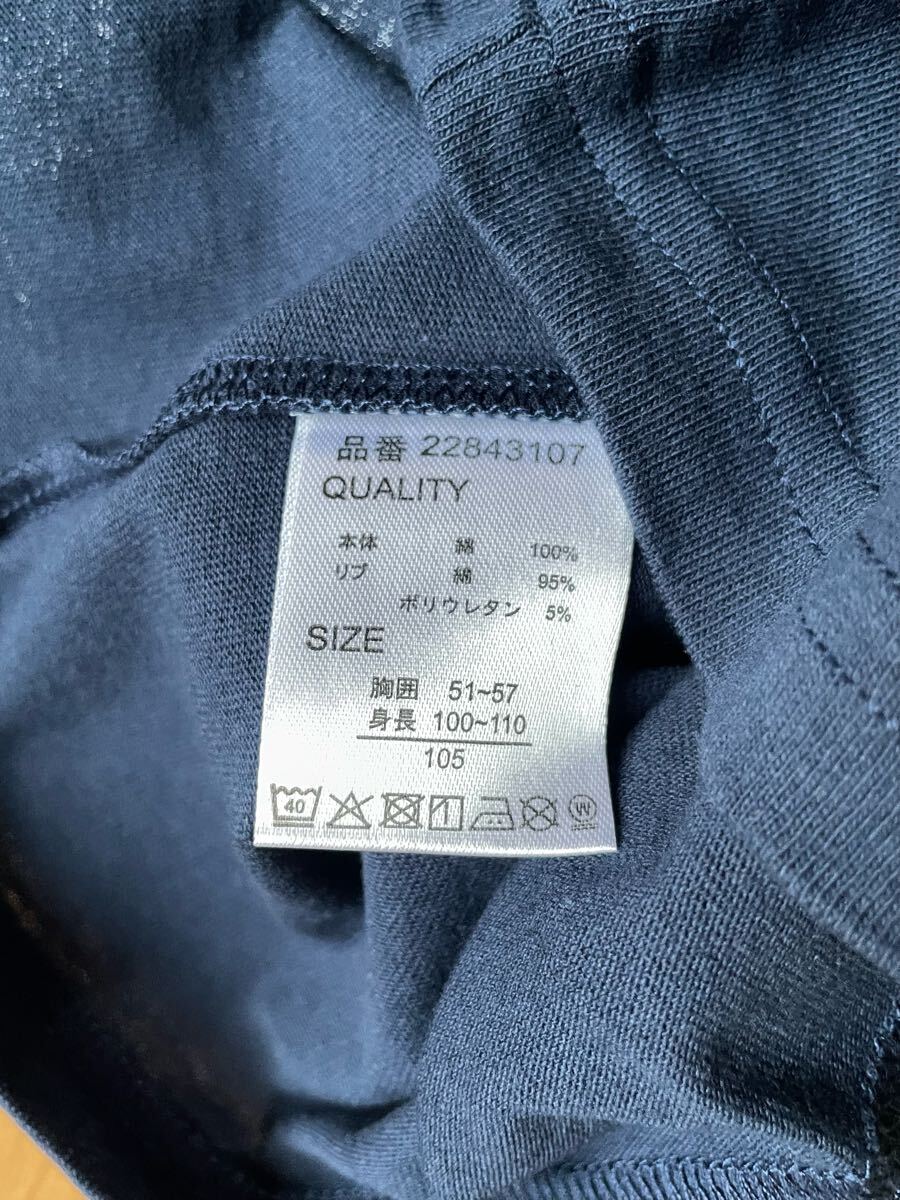 品番 22843107
QUALITY
本体 綿 100%
リブ 綿 95%
ポリウレタン 5%
SIZE
胸囲 51~57
身長 100~110
105
40 W